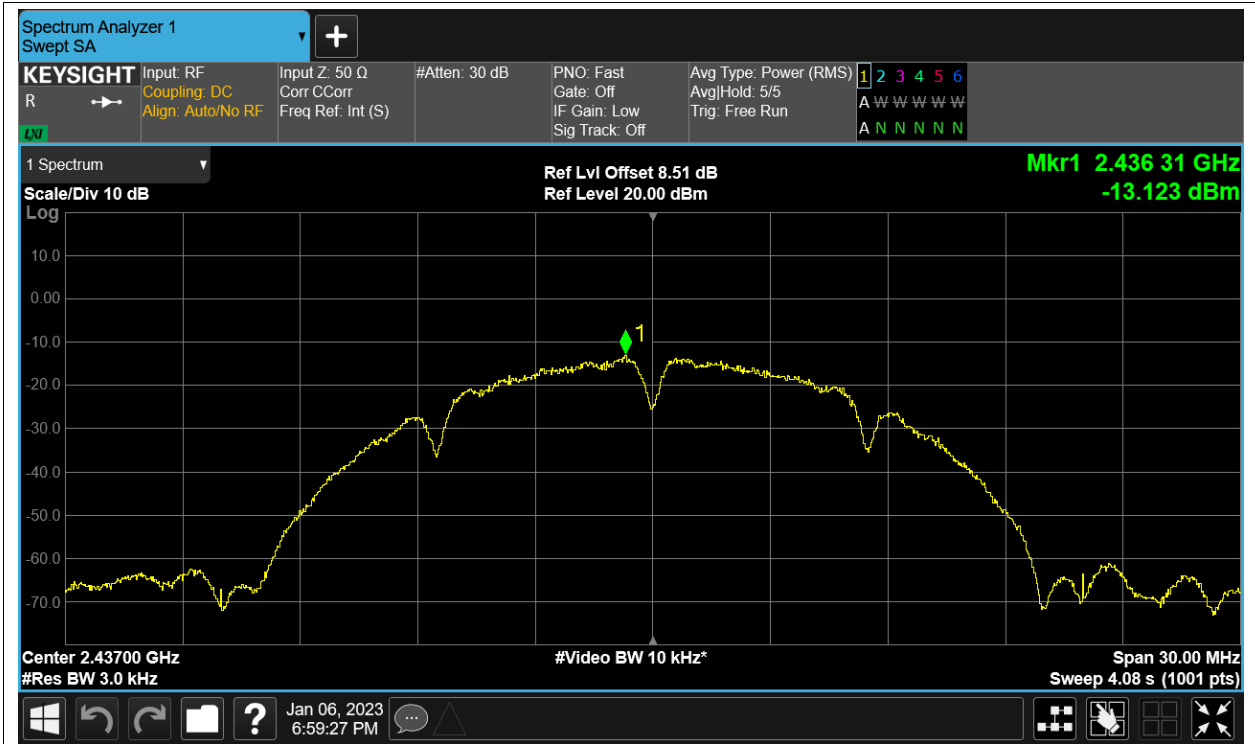 Spectrum Analyzer 1
Swept SA
+
KEYSIGHT
R
LXI
Input: RF
Coupling: DC
Align: Auto/No RF
Input Z: 50 Ω
Corr CCorr
Freq Ref: Int (S)
#Atten: 30 dB
PNO: Fast
Gate: Off
IF Gain: Low
Sig Track: Off
Avg Type: Power (RMS)
Avg|Hold: 5/5
Trig: Free Run
1 2 3 4 5 6
A W W W W W
A N N N N N
1 Spectrum
Scale/Div 10 dB
Log
Ref Lvl Offset 8.51 dB
Ref Level 20.00 dBm
Mkr1 2.436 31 GHz
-13.123 dBm
10.0
0.00
-10.0
-20.0
-30.0
-40.0
-50.0
-60.0
-70.0
1
Center 2.43700 GHz
#Res BW 3.0 kHz
#Video BW 10 kHz*
Span 30.00 MHz
Sweep 4.08 s (1001 pts)
?
Jan 06, 2023
6:59:27 PM